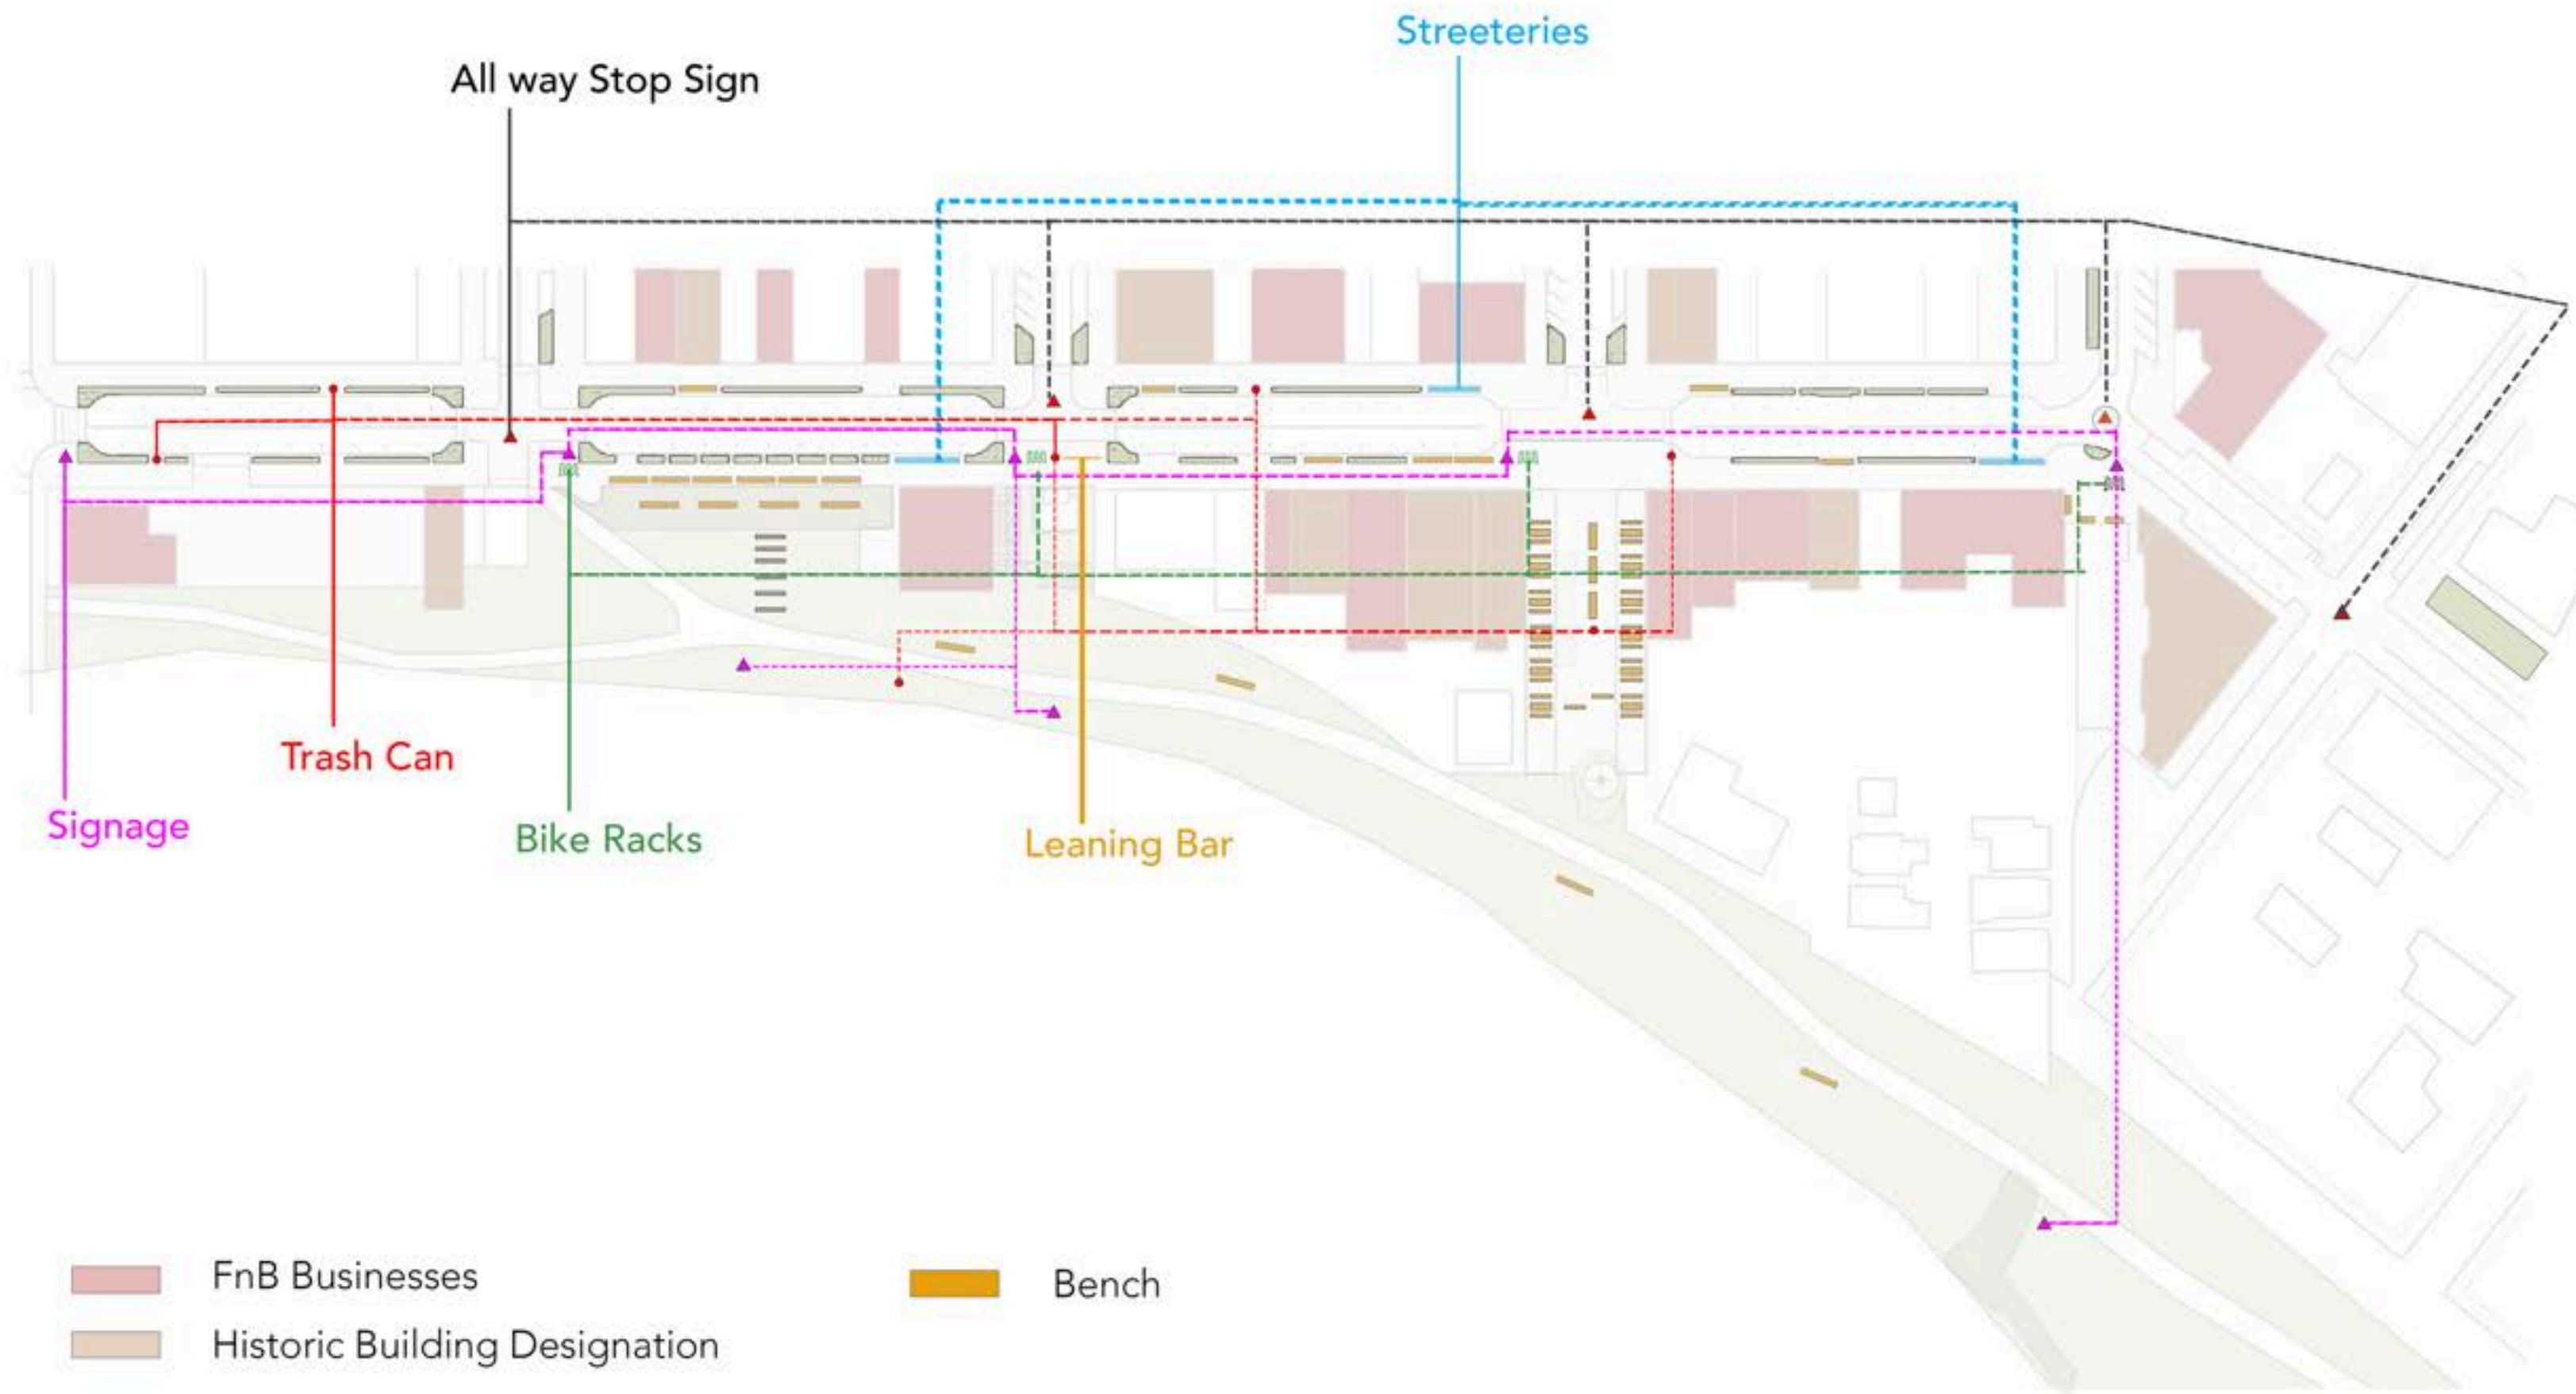 Streeteries
All way Stop Sign
Trash Can
Signage
Bike Racks
Leaning Bar
FnB Businesses
Bench
Historic Building Designation